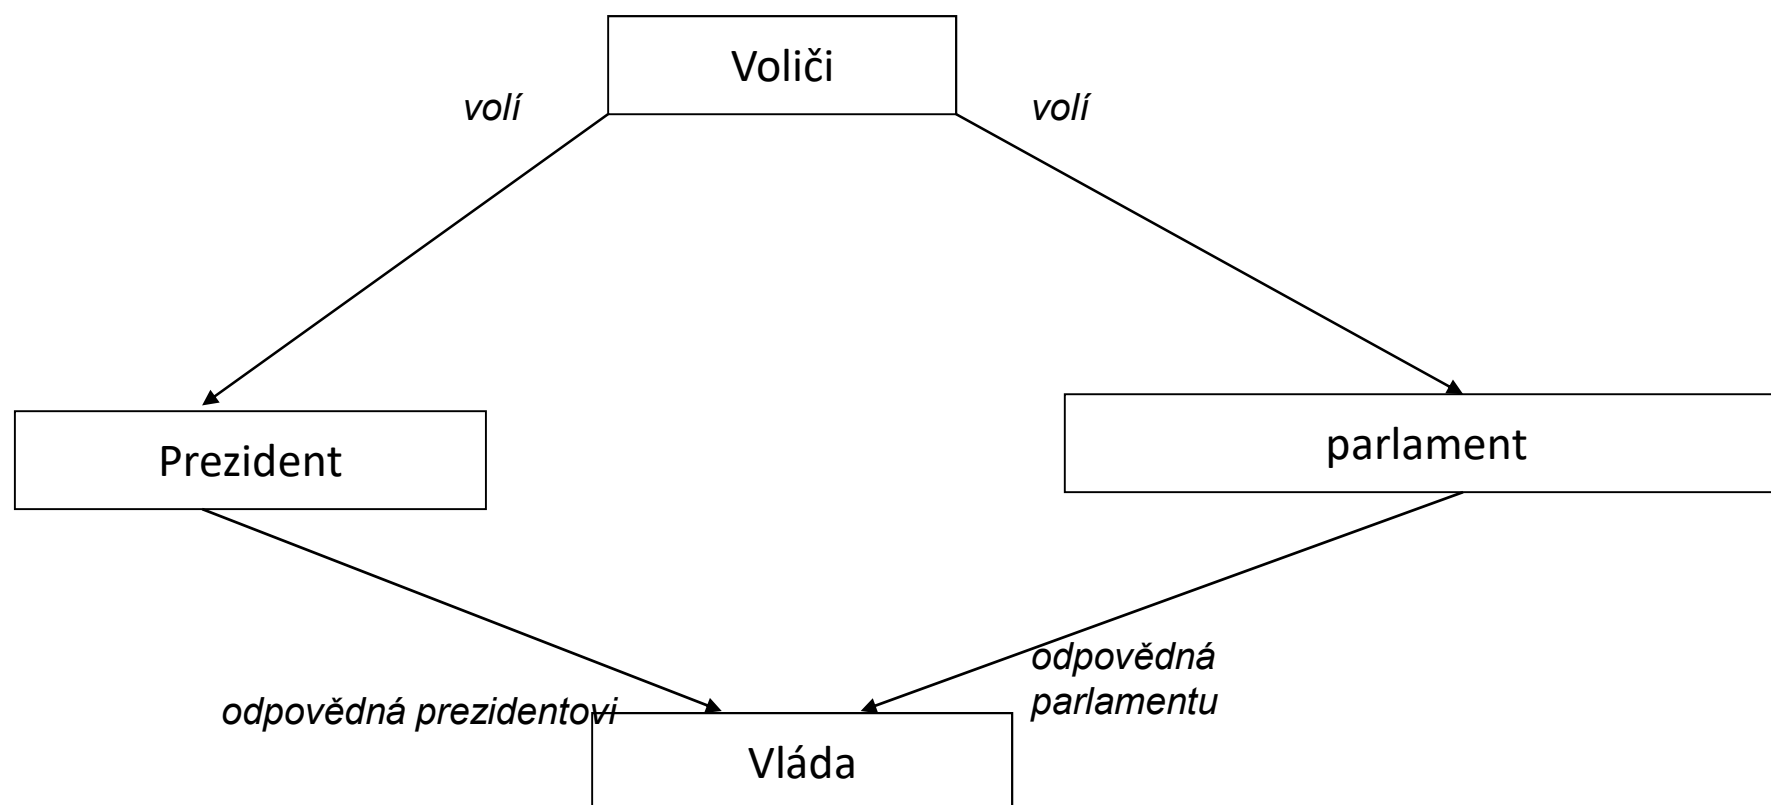 Voliči
volí
volí
Prezident
parlament
odpovědná
parlamentu
odpovědná prezidentovi
Vláda